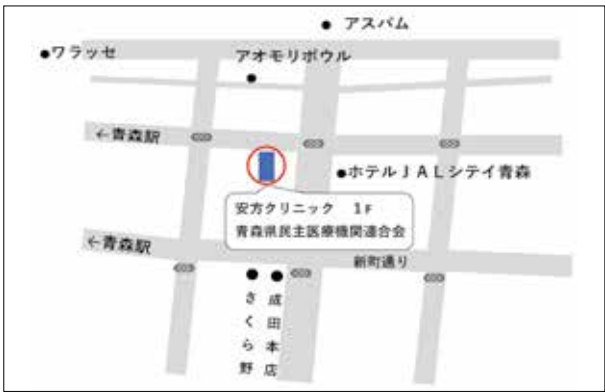 ● アスパム
●ワラッセ
アオモリボウル
←青森駅
●ホテルJALシテイ青森
安方クリニック 1F
青森県民主医療機関連合会
←青森駅
新町通り
さくら野
成田本店